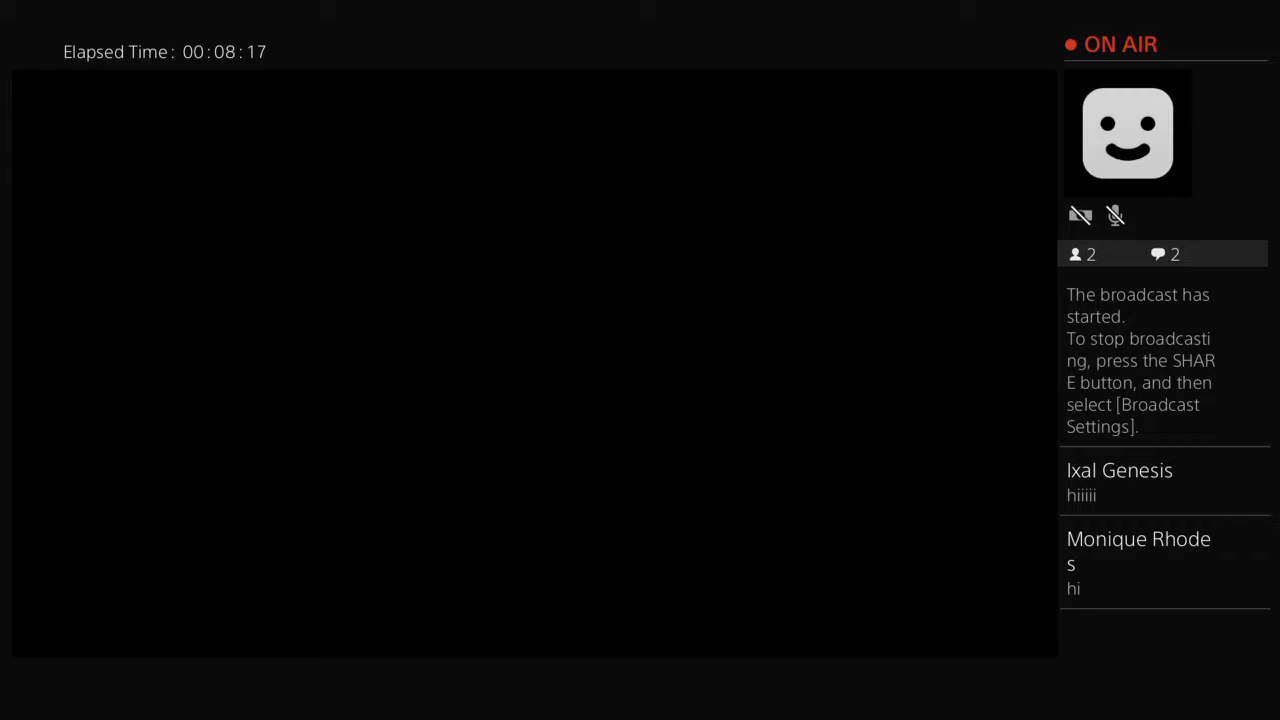 Elapsed Time: 00:08:17
ON AIR
2 2
The broadcast has
started.
To stop broadcasti
ng, press the SHAR
E button, and then
select [Broadcast
Settings].
Ixal Genesis
hiiiii
Monique Rhode
s
hi